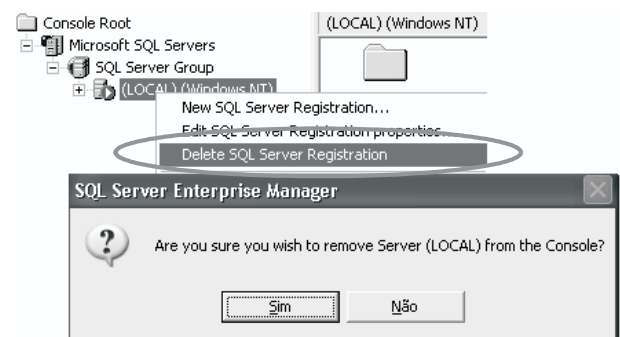 Console Root
(LOCAL) (Windows NT)
Microsoft SQL Servers
SQL Server Group
(LOCAL) (Windows NT)
New SQL Server Registration...
Edit SQL Server Registration properties...
Delete SQL Server Registration
SQL Server Enterprise Manager
Are you sure you wish to remove Server (LOCAL) from the Console?
Sim
Não